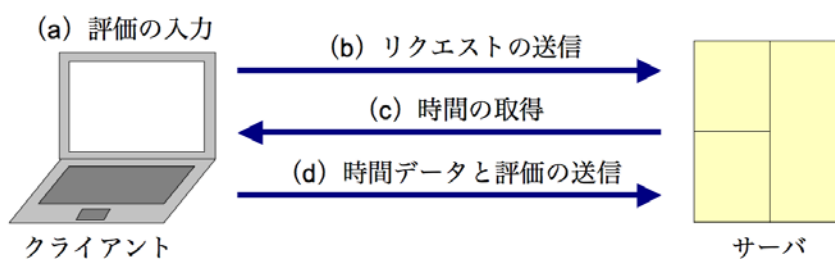 (a) 評価の入力
(b) リクエストの送信
(c) 時間の取得
(d) 時間データと評価の送信
クライアント
サーバ